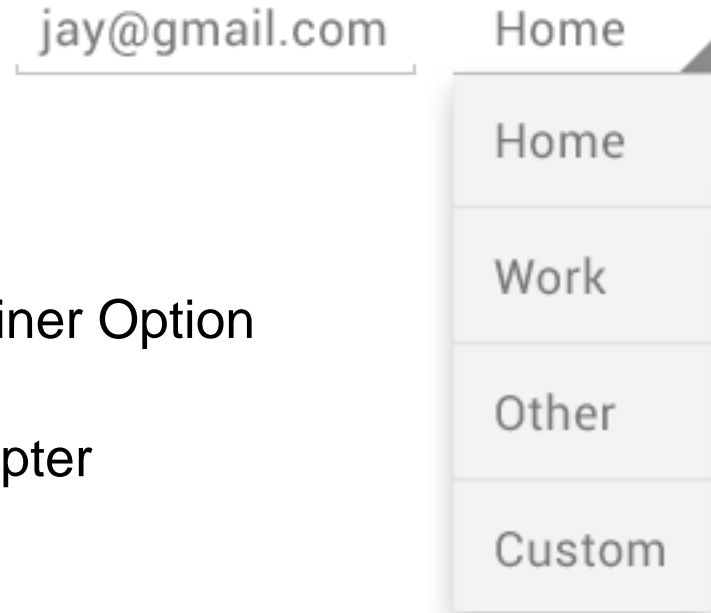 jay@gmail.com Home
Home
Work
iner Option
Other
pter
Custom